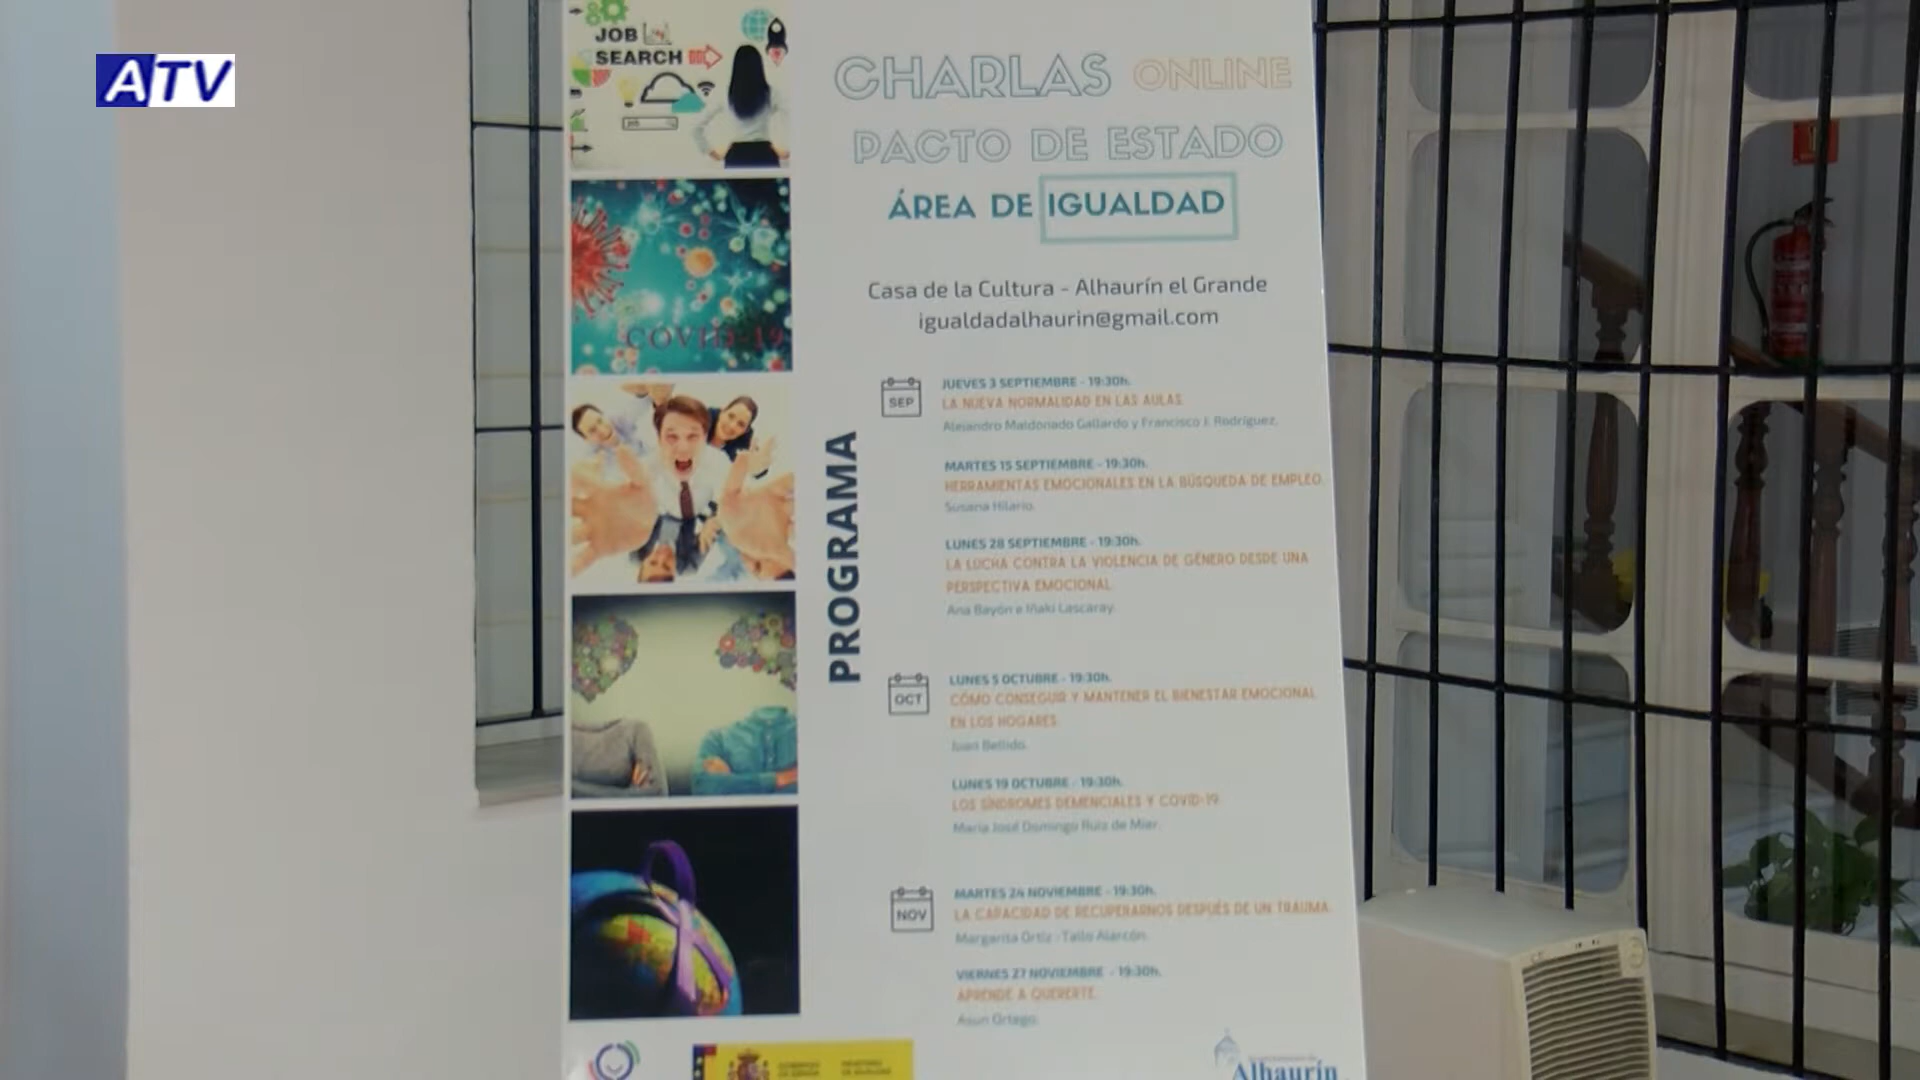 ATV
JOB
SEARCH
COVID-19
CHARLAS ONLINE
PACTO DE ESTADO
ÁREA DE IGUALDAD
Casa de la Cultura - Alhaurín el Grande
igualdadalhaurin@gmail.com
PROGRAMA
SEP
JUEVES 3 SEPTIEMBRE - 19:30h.
LA NUEVA NORMALIDAD EN LAS AULAS.
Alejandro Maldonado Gallardo y Francisco J. Rodríguez.
MARTES 15 SEPTIEMBRE - 19:30h.
HERRAMIENTAS EMOCIONALES EN LA BÚSQUEDA DE EMPLEO.
Susana Hilario.
LUNES 28 SEPTIEMBRE - 19:30h.
LA LUCHA CONTRA LA VIOLENCIA DE GÉNERO DESDE UNA
PERSPECTIVA EMOCIONAL.
Ana Bayón e Iñaki Lascaray.
OCT
LUNES 5 OCTUBRE - 19:30h.
CÓMO CONSEGUIR Y MANTENER EL BIENESTAR EMOCIONAL
EN LOS HOGARES.
Juan Bellido.
LUNES 19 OCTUBRE - 19:30h.
LOS SÍNDROMES DEMENCIALES Y COVID-19.
María José Domingo Ruiz de Mier.
NOV
MARTES 24 NOVIEMBRE - 19:30h.
LA CAPACIDAD DE RECUPERARNOS DESPUÉS DE UN TRAUMA.
Margarita Ortiz - Tallo Alarcón.
VIERNES 27 NOVIEMBRE - 19:30h.
APRENDE A QUERERTE.
Asun Ortego.
GOBIERNO
DE ESPAÑA
MINISTERIO
DE IGUALDAD
Alhaurín